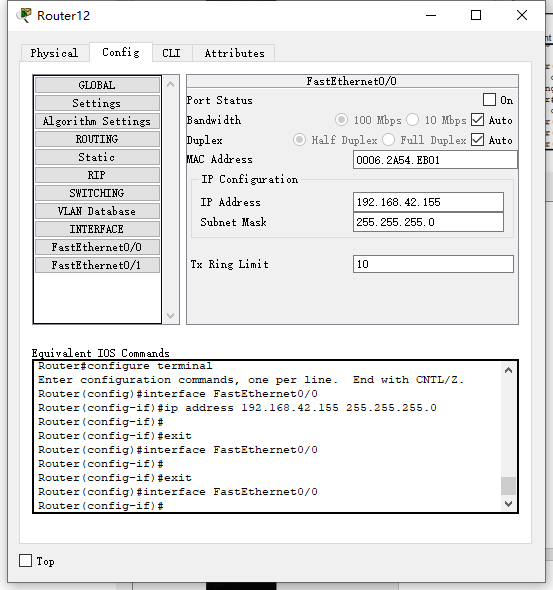 Router12
Physical Config CLI Attributes
GLOBAL
Settings
Algorithm Settings
ROUTING
Static
RIP
SWITCHING
VLAN Database
INTERFACE
FastEthernet0/0
FastEthernet0/1
FastEthernet0/0
Port Status On
Bandwidth 100 Mbps 10 Mbps Auto
Duplex Half Duplex Full Duplex Auto
MAC Address 0006.2A54.EB01
IP Configuration
IP Address 192.168.42.155
Subnet Mask 255.255.255.0
Tx Ring Limit 10
Equivalent IOS Commands
Router#configure terminal
Enter configuration commands, one per line.  End with CNTL/Z.
Router(config)#interface FastEthernet0/0
Router(config-if)#ip address 192.168.42.155 255.255.255.0
Router(config-if)#
Router(config-if)#exit
Router(config)#interface FastEthernet0/0
Router(config-if)#
Router(config-if)#exit
Router(config)#interface FastEthernet0/0
Router(config-if)#
Top